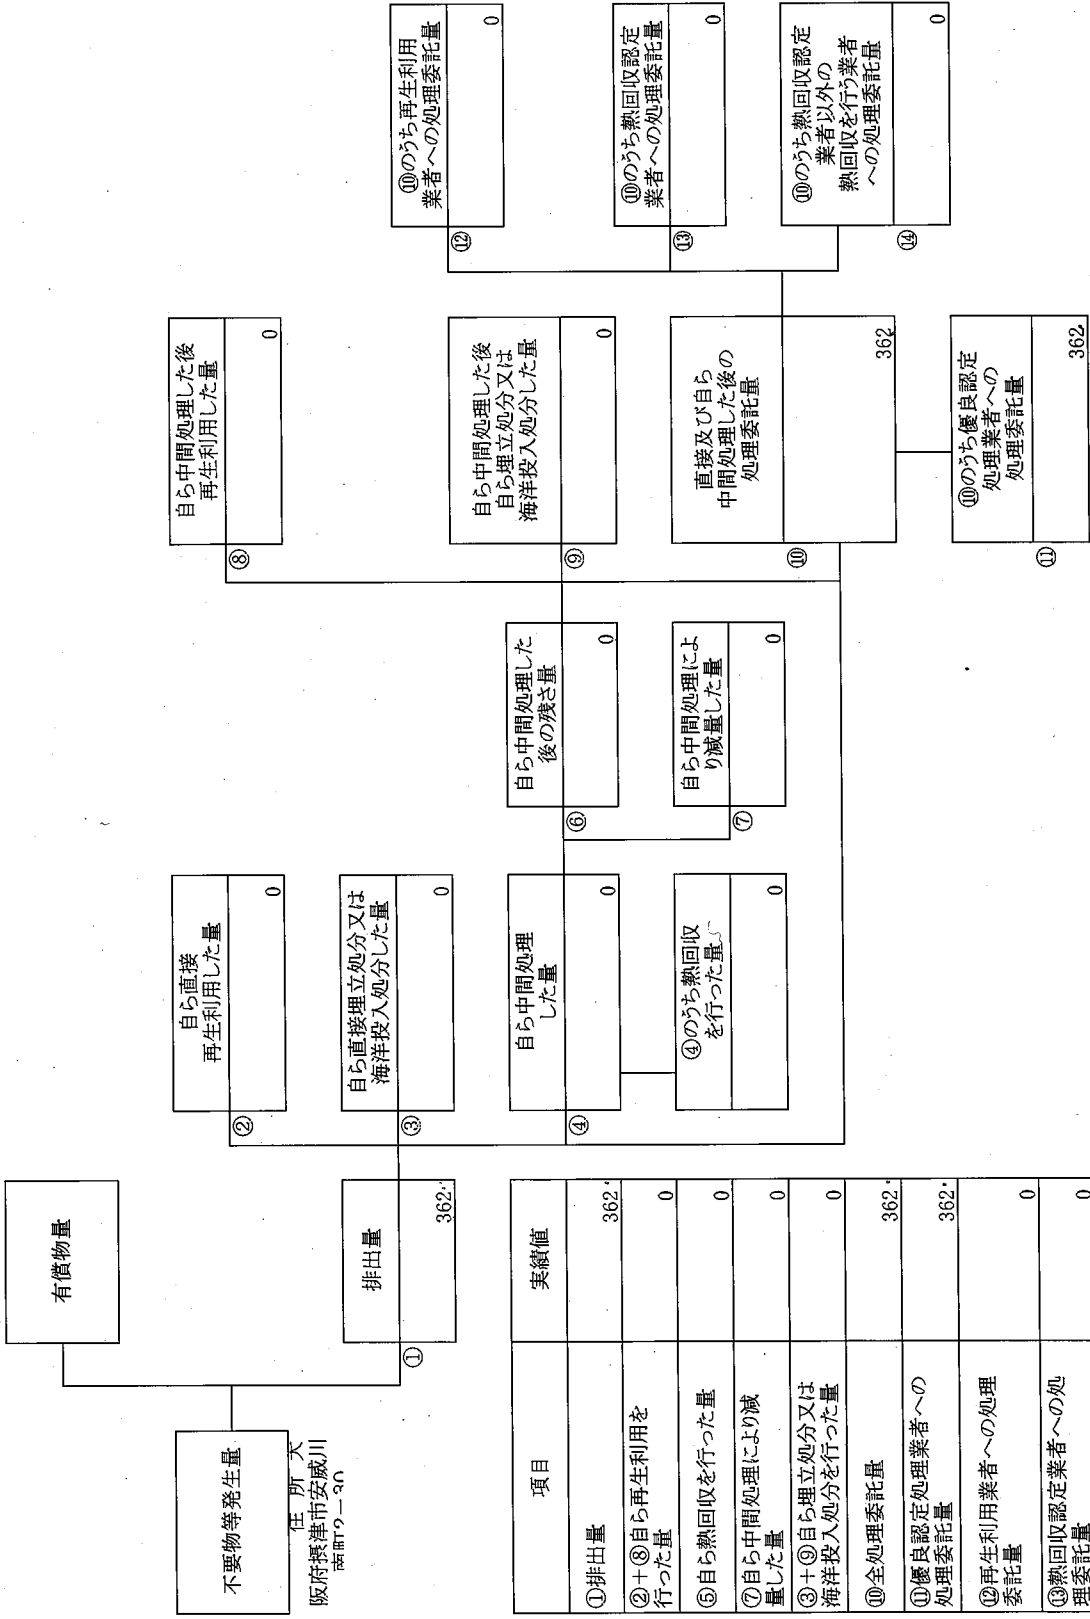 不要物等発生量
住 所 大
阪府摂津市安威川
南町2-30
有償物量
①
排出量
362
②
自ら直接
再生利用した量
0
③
自ら直接埋立処分又は
海洋投入処分した量
0
④
自ら中間処理
した量
0
④のうち熱回収
を行った量
0
⑥
自ら中間処理した
後の残さ量
0
⑦
自ら中間処理によ
り減量した量
0
⑧
自ら中間処理した後
再生利用した量
0
⑨
自ら中間処理した後
自ら埋立処分又は
海洋投入処分した量
0
⑩
直接及び自ら
中間処理した後の
処理委託量
362
⑪
⑩のうち優良認定
処理業者への
処理委託量
362
⑫
⑩のうち再生利用
業者への処理委託量
0
⑬
⑩のうち熱回収認定
業者への処理委託量
0
⑭
⑩のうち熱回収認定
業者以外の
熱回収を行う業者
への処理委託量
0
項目 実績値
①排出量 362
②+⑧自ら再生利用を
行った量 0
⑤自ら熱回収を行った量 0
⑦自ら中間処理により減
量した量 0
③+⑨自ら埋立処分又は
海洋投入処分を行った量 0
⑩全処理委託量 362
⑪優良認定処理業者への
処理委託量 362
⑫再生利用業者への処理
委託量 0
⑬熱回収認定業者への処
理委託量 0